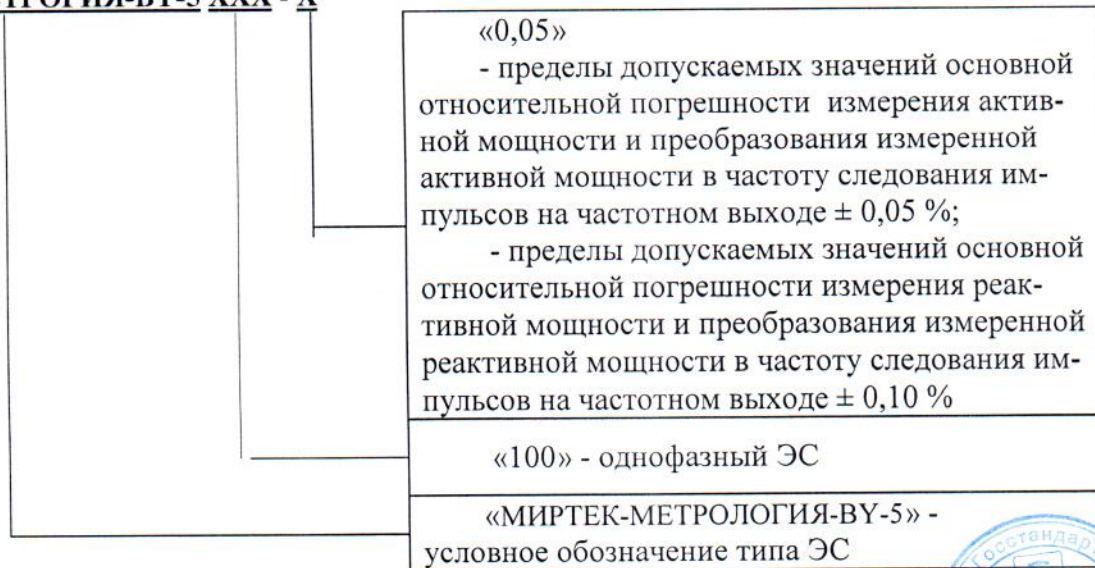 «0,05»
- пределы допускаемых значений основной
относительной погрешности измерения актив-
ной мощности и преобразования измеренной
активной мощности в частоту следования им-
пульсов на частотном выходе ± 0,05 %;
- пределы допускаемых значений основной
относительной погрешности измерения реак-
тивной мощности и преобразования измеренной
реактивной мощности в частоту следования им-
пульсов на частотном выходе ± 0,10 %
«100» - однофазный ЭС
«МИРТЕК-МЕТРОЛОГИЯ-BY-5» -
условное обозначение типа ЭС